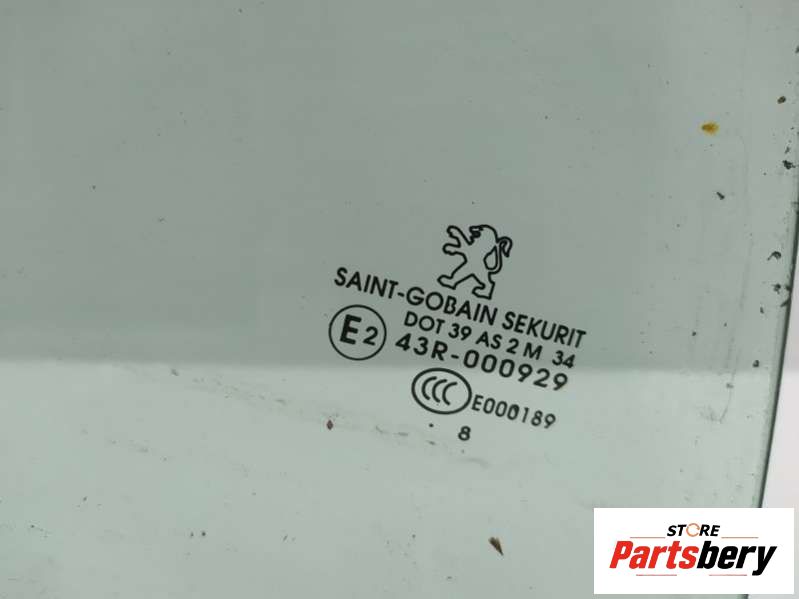 SAINT-GOBAIN SEKURIT
DOT 39 AS 2 M 34
E2 43R-000929
CCC E000189
8
STORE
Partsbery